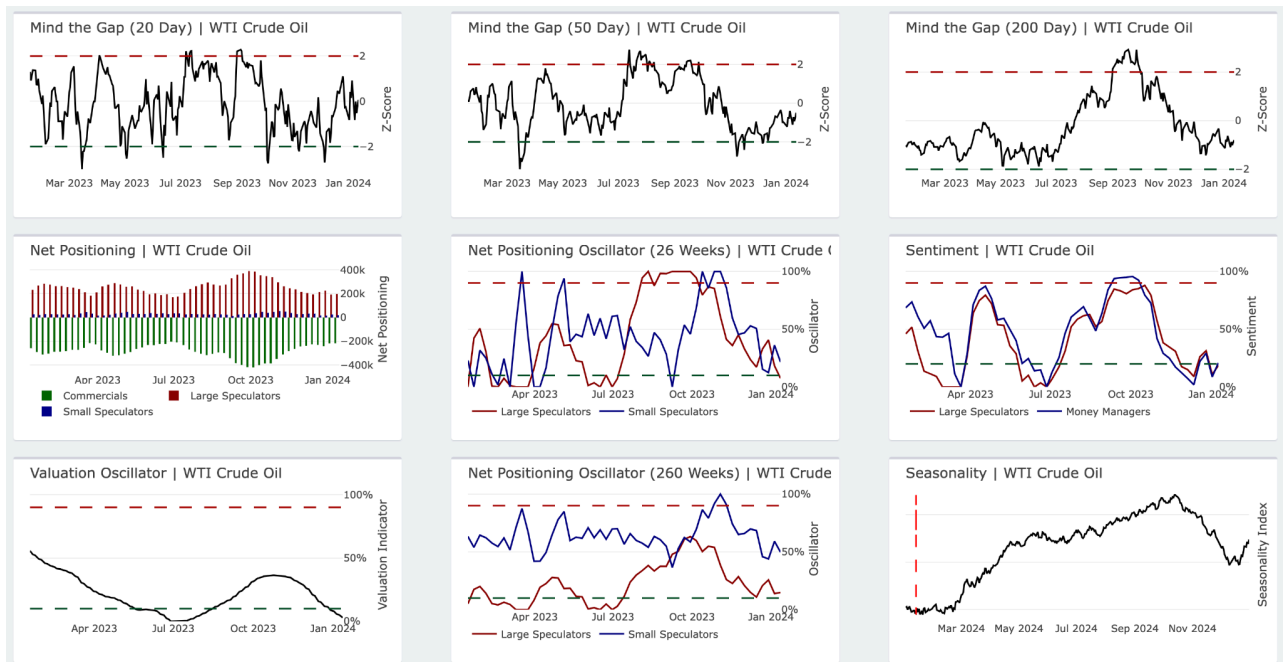 Mind the Gap (20 Day) | WTI Crude Oil
2
0
−2
Z-Score
Mar 2023 May 2023 Jul 2023 Sep 2023 Nov 2023 Jan 2024
Mind the Gap (50 Day) | WTI Crude Oil
2
0
−2
Z-Score
Mar 2023 May 2023 Jul 2023 Sep 2023 Nov 2023 Jan 2024
Mind the Gap (200 Day) | WTI Crude Oil
2
0
−2
Z-Score
Mar 2023 May 2023 Jul 2023 Sep 2023 Nov 2023 Jan 2024
Net Positioning | WTI Crude Oil
400k
200k
0
−200k
−400k
Net Positioning
Apr 2023 Jul 2023 Oct 2023 Jan 2024
Commercials Large Speculators
Small Speculators
Net Positioning Oscillator (26 Weeks) | WTI Crude
100%
50%
0%
Oscillator
Apr 2023 Jul 2023 Oct 2023 Jan 2024
Large Speculators Small Speculators
Sentiment | WTI Crude Oil
100%
50%
0%
Sentiment
Apr 2023 Jul 2023 Oct 2023 Jan 2024
Large Speculators Money Managers
Valuation Oscillator | WTI Crude Oil
100%
50%
0%
Valuation Indicator
Apr 2023 Jul 2023 Oct 2023 Jan 2024
Net Positioning Oscillator (260 Weeks) | WTI Crude
100%
50%
0%
Oscillator
Apr 2023 Jul 2023 Oct 2023 Jan 2024
Large Speculators Small Speculators
Seasonality | WTI Crude Oil
Seasonality Index
Mar 2024 May 2024 Jul 2024 Sep 2024 Nov 2024